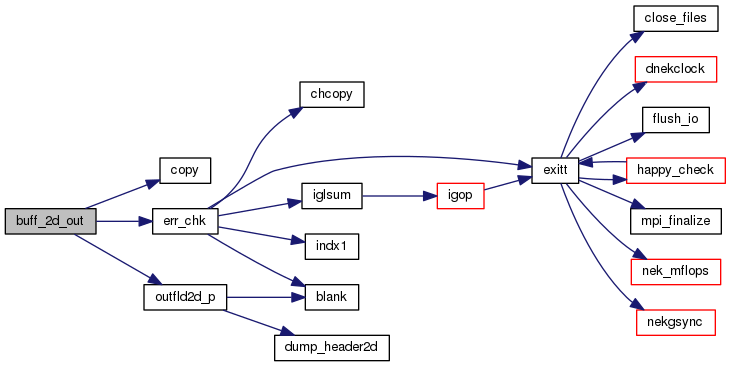 close_files
dnekclock
chcopy
flush_io
copy
exitt
happy_check
iglsum
igop
buff_2d_out
err_chk
mpi_finalize
indx1
nek_mflops
outfld2d_p
blank
nekgsync
dump_header2d